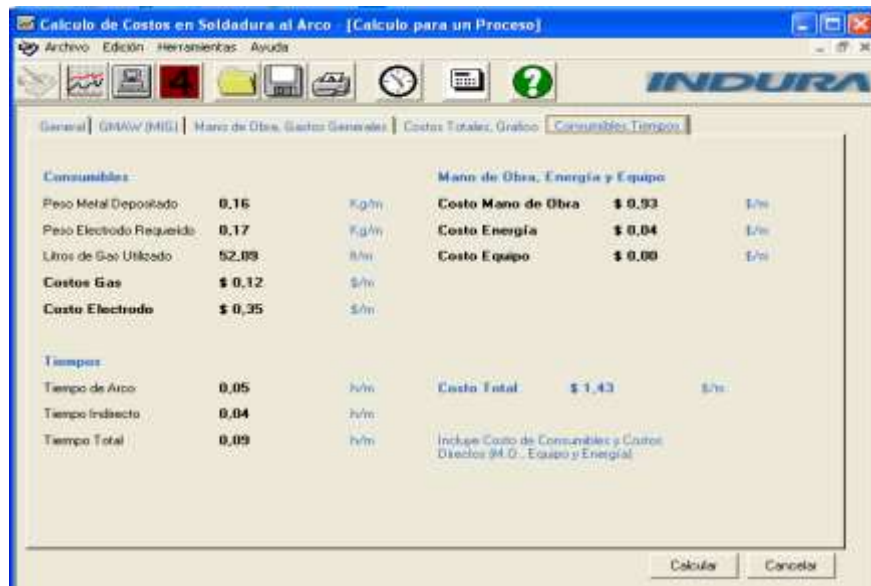 Calculo de Costos en Soldadura al Arco - [Calculo para un Proceso]
Archivo Edición Herramientas Ayuda
4 ? INDURA
General GMAW (MIG) Mano de Obra, Gastos Generales Costos Totales, Grafico Consumibles, Tiempos
Consumibles Mano de Obra, Energía y Equipo
Peso Metal Depositado 0,16 Kg/m Costo Mano de Obra $ 0,93 $/m
Peso Electrodo Requerido 0,17 Kg/m Costo Energía $ 0,04 $/m
Litros de Gas Utilizado 52,09 lt/m Costo Equipo $ 0,00 $/m
Costos Gas $ 0,12 $/m
Costo Electrodo $ 0,35 $/m
Tiempos
Tiempo de Arco 0,05 h/m Costo Total $ 1,43 $/m
Tiempo Indirecto 0,04 h/m
Tiempo Total 0,09 h/m Incluye Costo de Consumibles y Costos
Directos (M.O., Equipo y Energía)
Calcular Cancelar